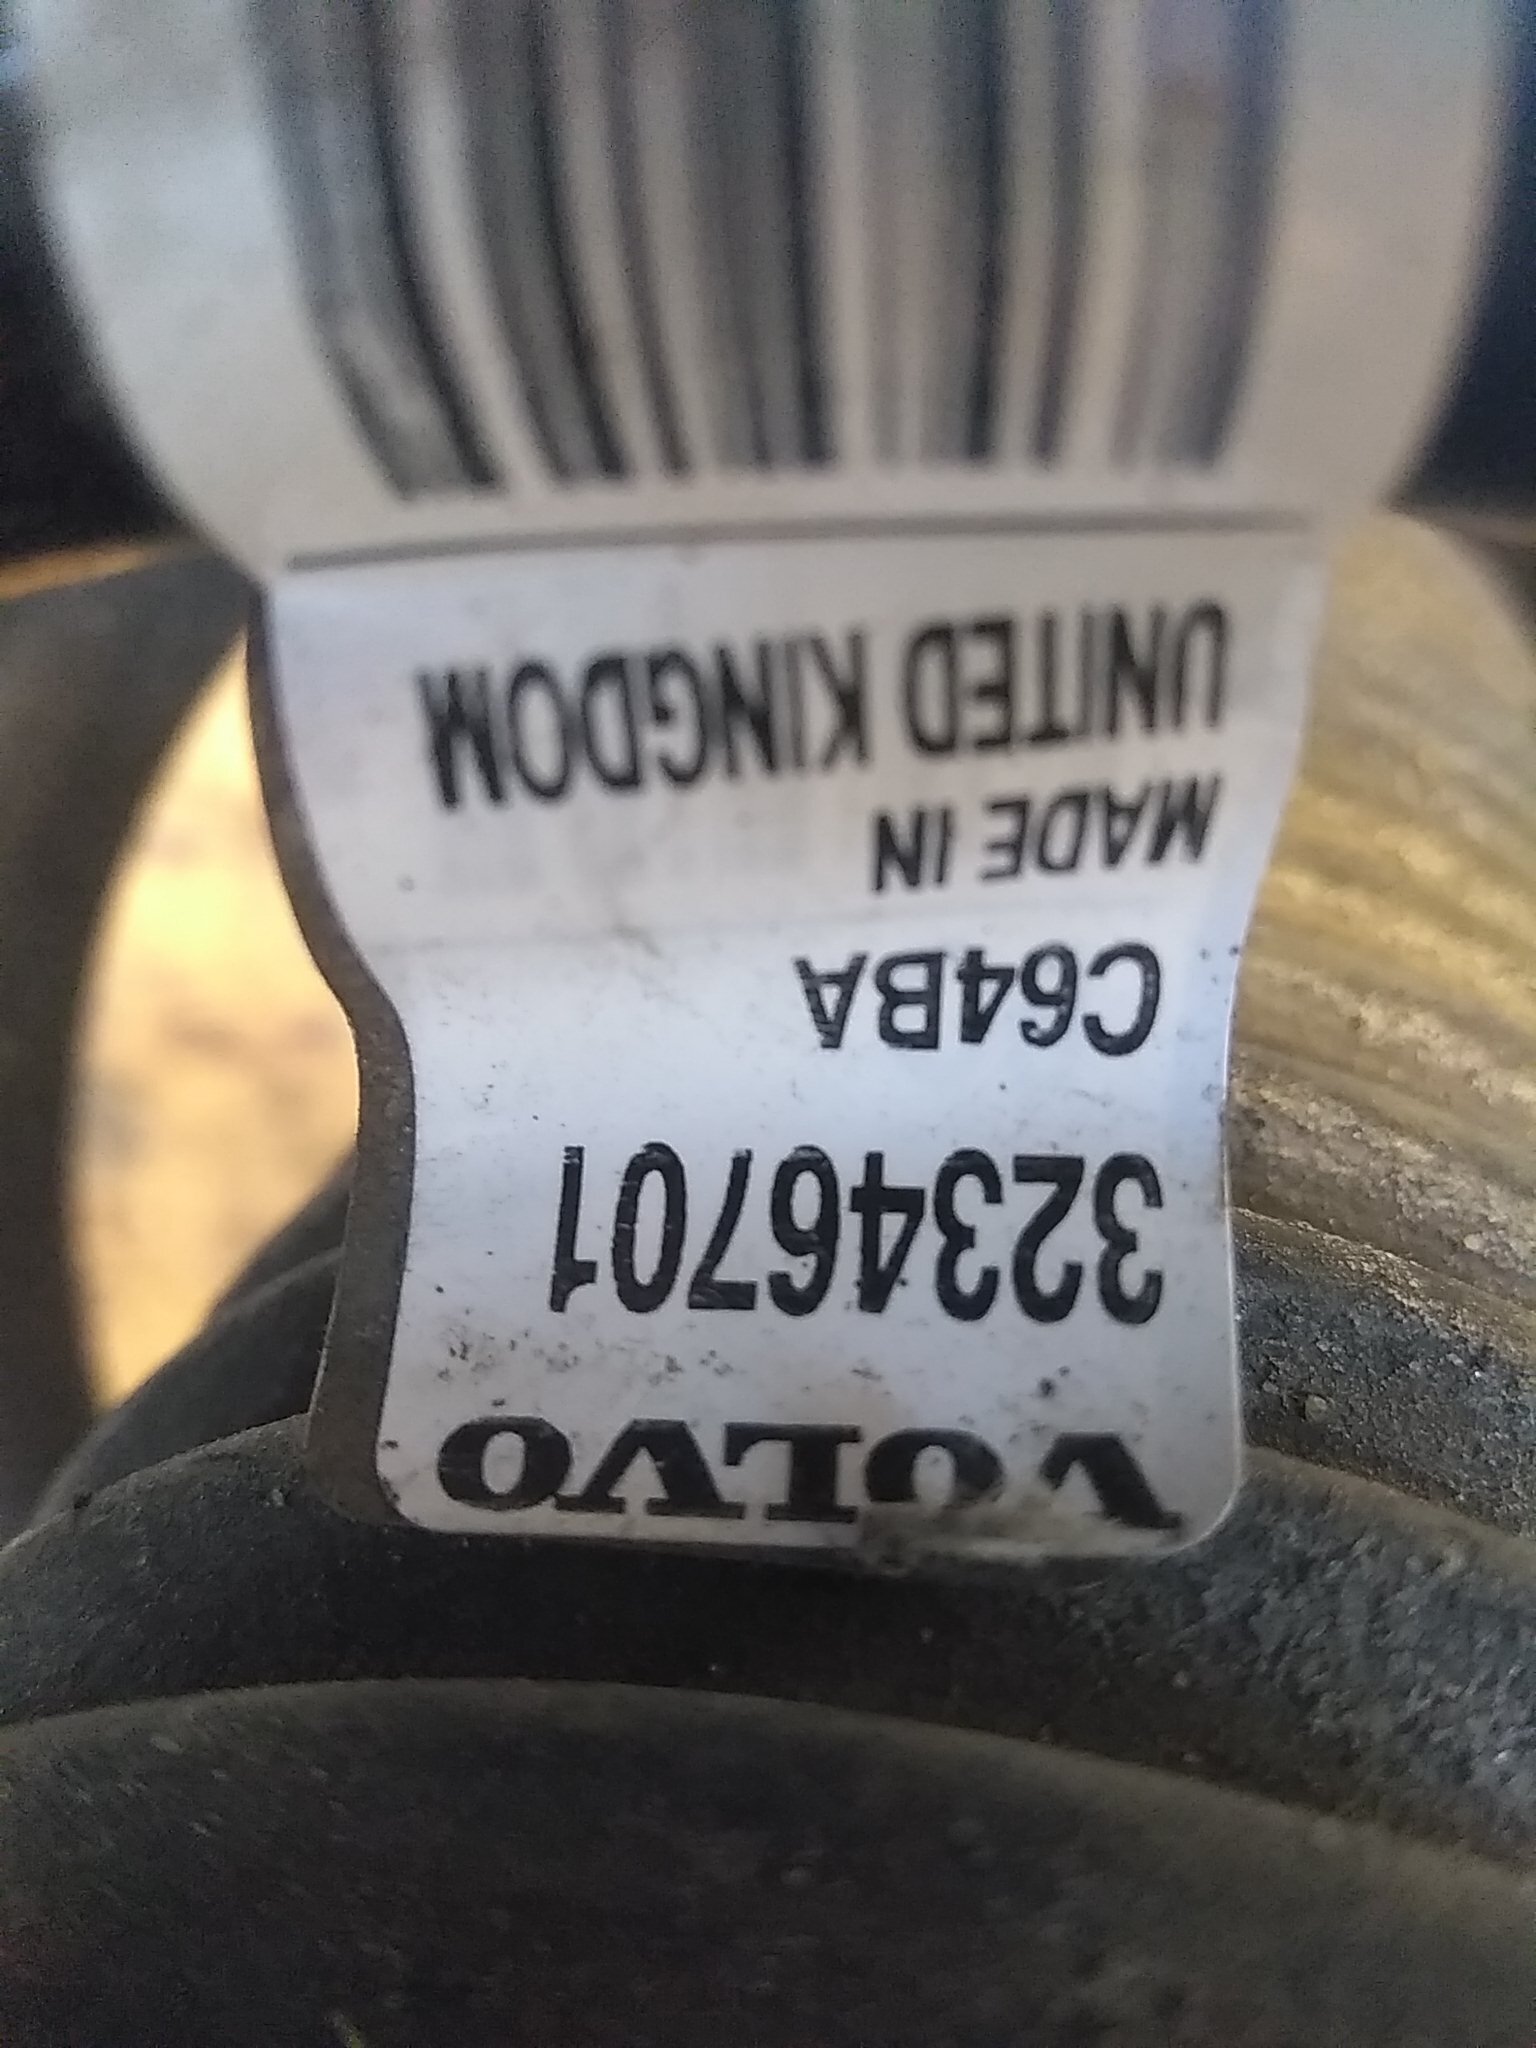 VOLVO
32346701
C64BA
MADE IN
UNITED KINGDOM